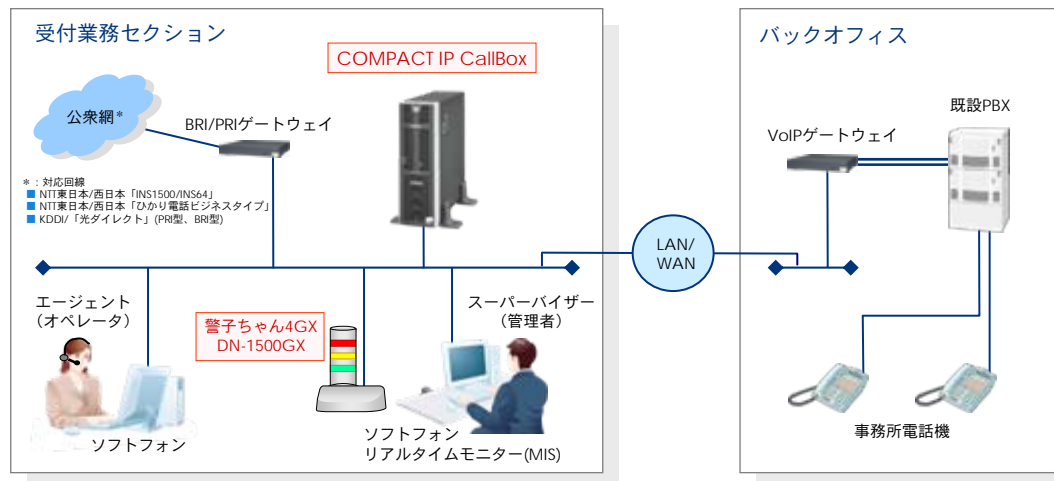 受付業務セクション
COMPACT IP CallBox
公衆網*
BRI/PRIゲートウェイ
*:対応回線
NTT東日本/西日本「INS1500/INS64」
NTT東日本/西日本「ひかり電話ビジネスタイプ」
KDDI/「光ダイレクト」(PRI型、BRI型)
エージェント
(オペレータ)
ソフトフォン
警子ちゃん4GX
DN-1500GX
スーパーバイザー
(管理者)
ソフトフォン
リアルタイムモニター(MIS)
LAN/
WAN
バックオフィス
既設PBX
VoIPゲートウェイ
事務所電話機